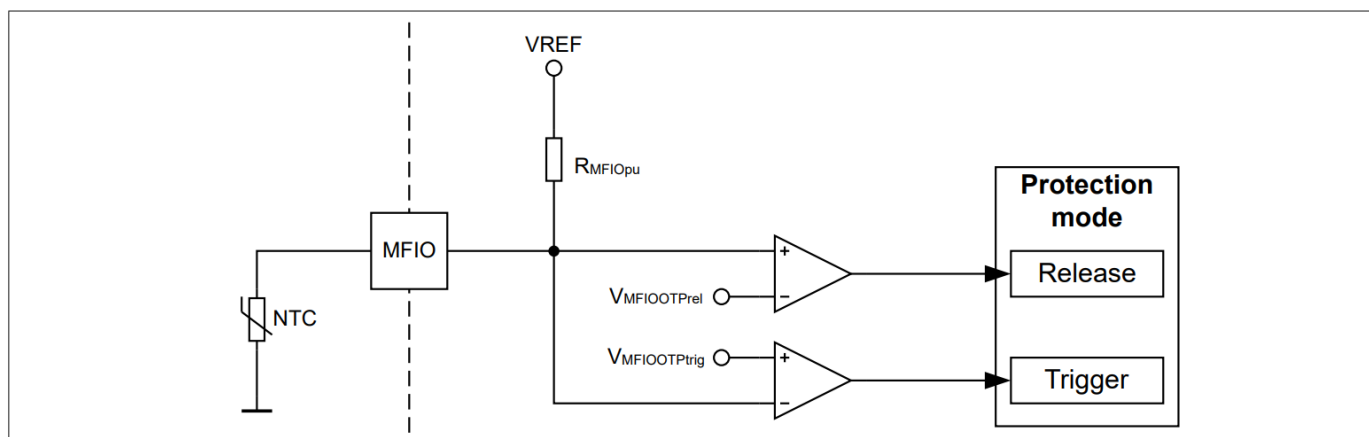 VREF
RMFIOpu
Protection
mode
MFIO
+
Release
VMFIOOTPrel
−
NTC
VMFIOOTPtrig
+
Trigger
−